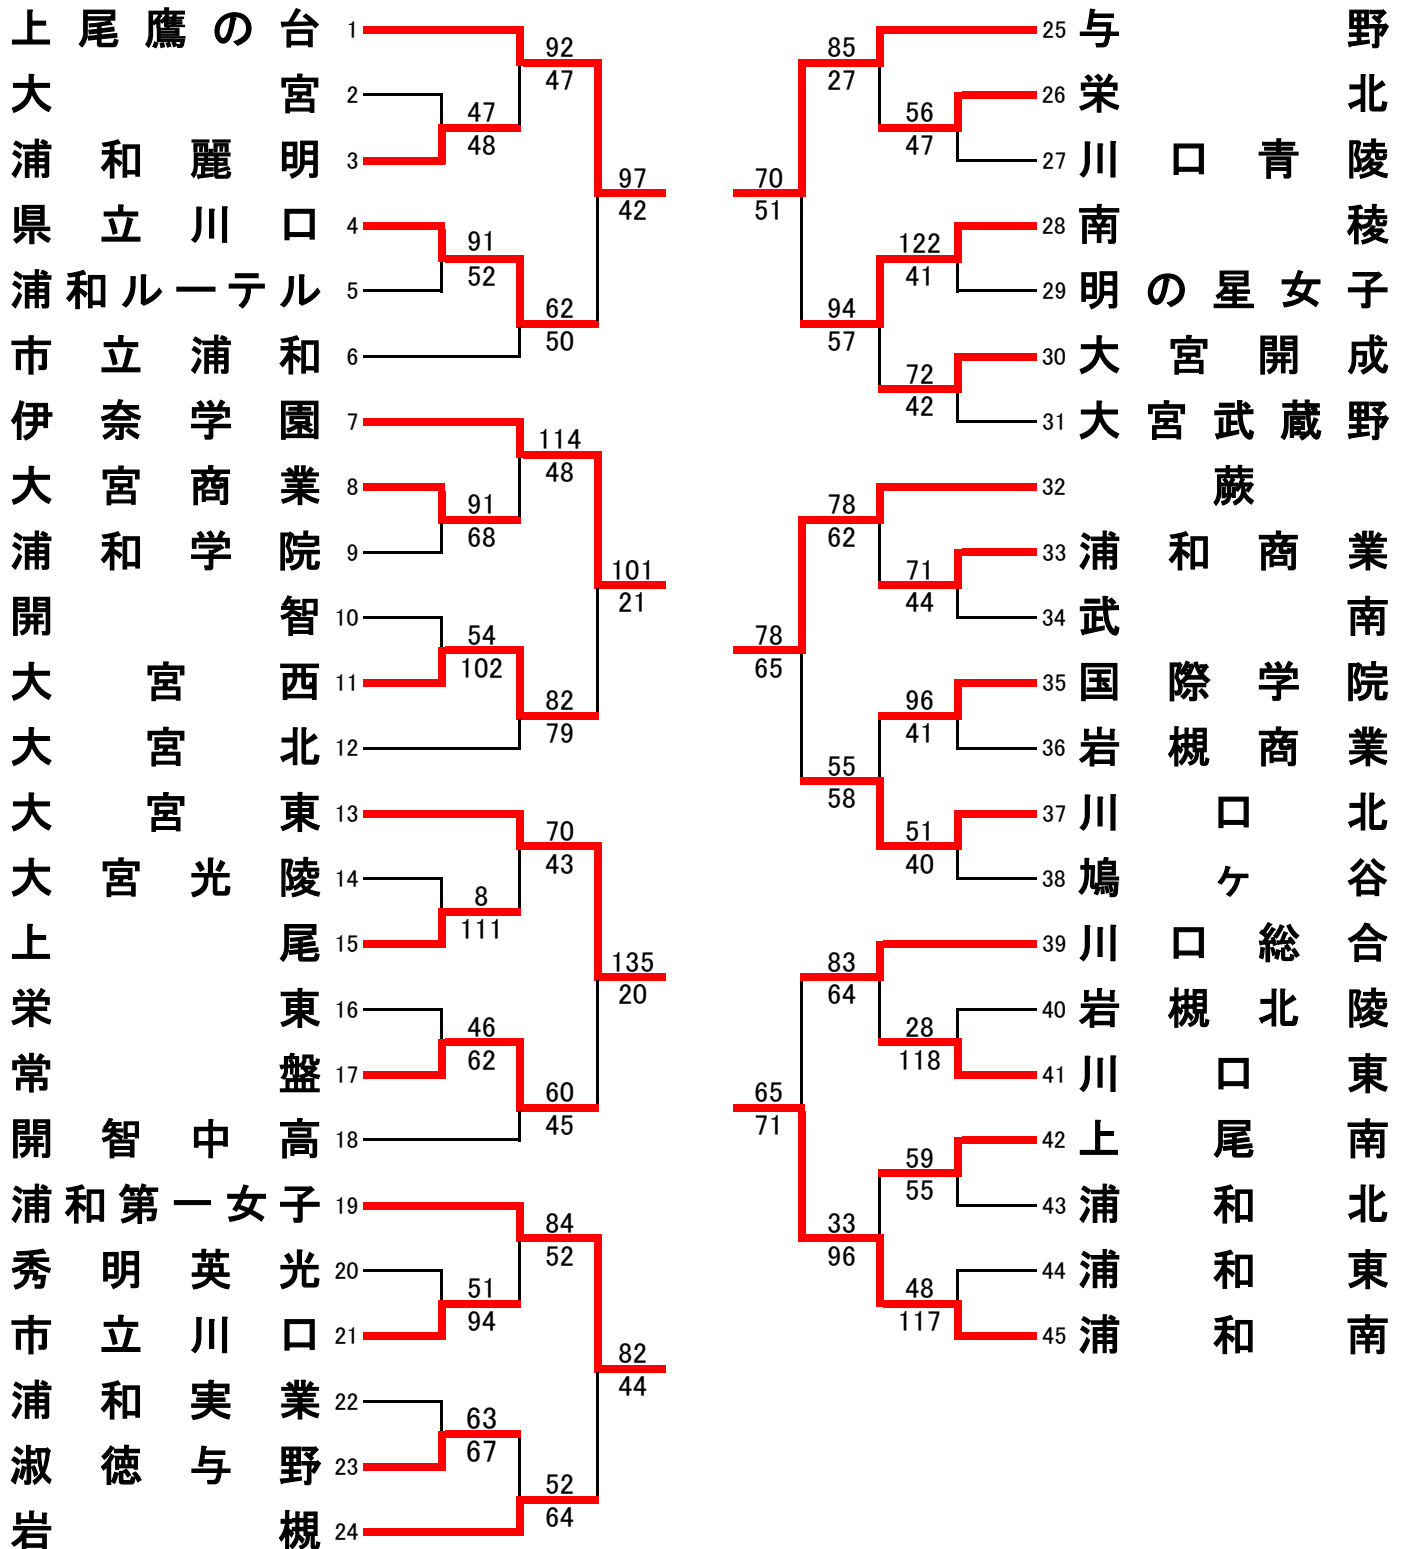 上尾鷹の台 1
大宮 2
浦和麗明 3
県立川口 4
浦和ルーテル 5
市立浦和 6
伊奈学園 7
大宮商業 8
浦和学院 9
開智 10
大宮西 11
大宮北 12
大宮東 13
大宮光陵 14
上尾 15
栄東 16
常盤 17
開智中高 18
浦和第一女子 19
秀明英光 20
市立川口 21
浦和実業 22
淑徳与野 23
岩槻 24
47
48
91
52
91
68
54
102
8
111
46
62
51
94
63
67
92
47
62
50
114
48
82
79
70
43
60
45
84
52
52
64
97
42
101
21
135
20
82
44
70
51
78
65
65
71
85
27
94
57
78
62
55
58
83
64
33
96
56
47
122
41
72
42
71
44
96
41
51
40
28
118
59
55
48
117
25 与野
26 栄北
27 川口青陵
28 南稜
29 明の星女子
30 大宮開成
31 大宮武蔵野
32 蕨
33 浦和商業
34 武南
35 国際学院
36 岩槻商業
37 川口北
38 鳩ヶ谷
39 川口総合
40 岩槻北陵
41 川口東
42 上尾南
43 浦和北
44 浦和東
45 浦和南